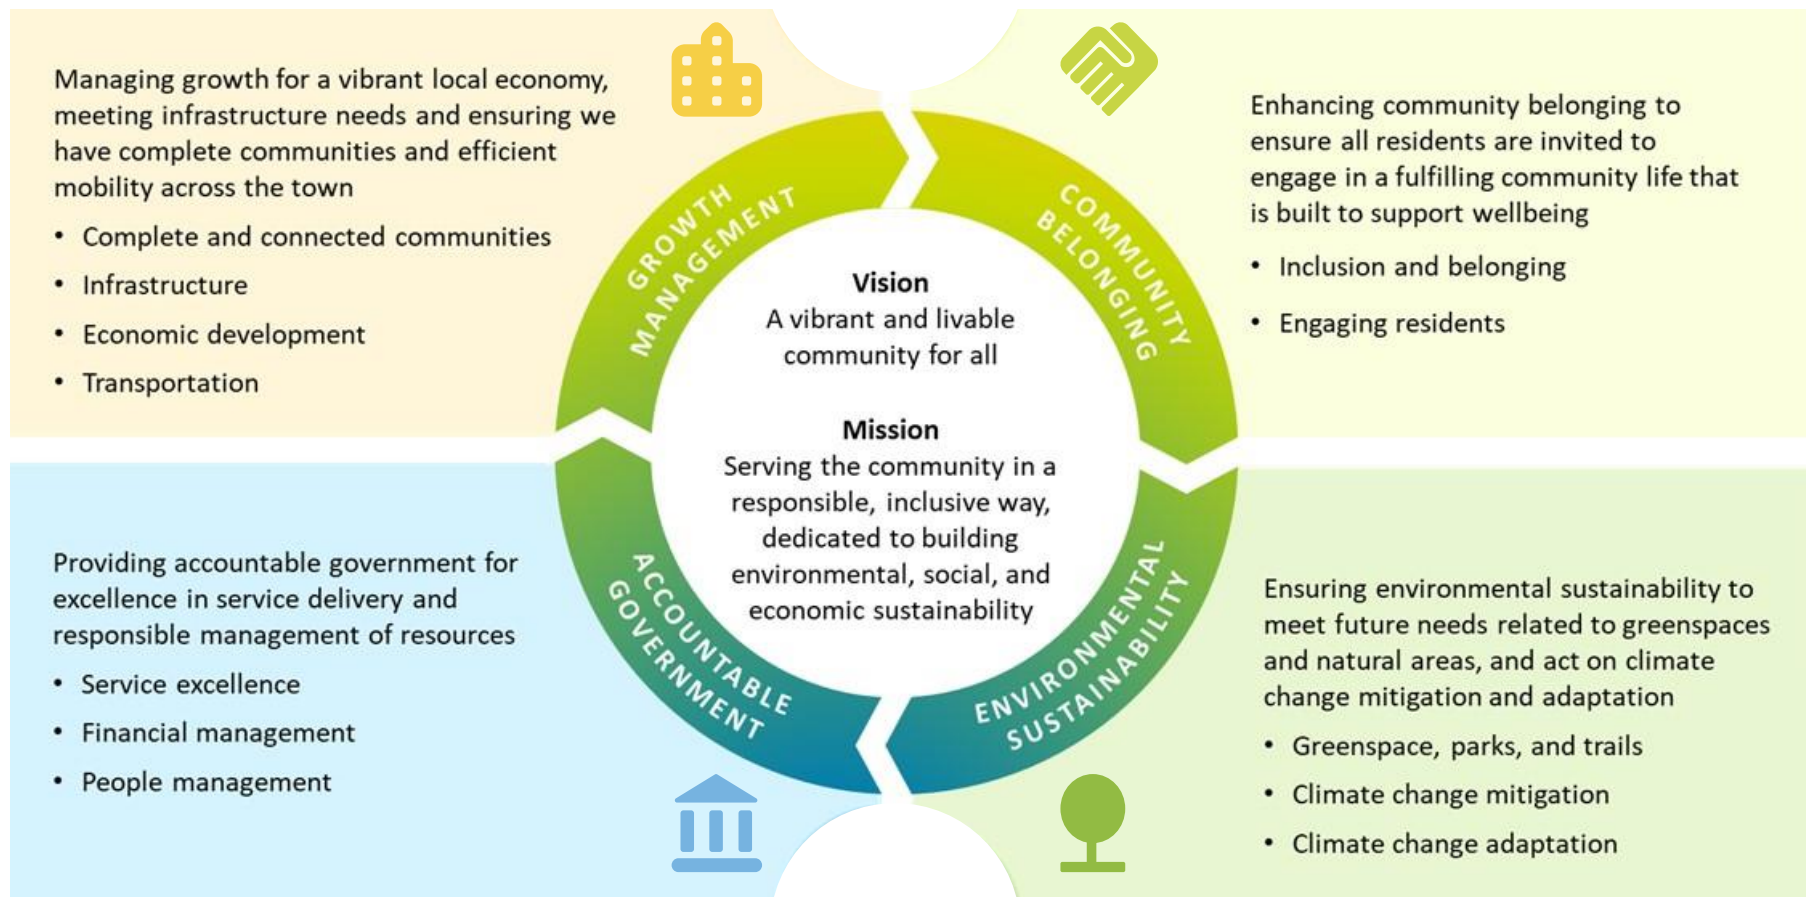 Managing growth for a vibrant local economy,
meeting infrastructure needs and ensuring we
have complete communities and efficient
mobility across the town
• Complete and connected communities
• Infrastructure
• Economic development
• Transportation
GROWTH
MANAGEMENT
COMMUNITY
BELONGING
Enhancing community belonging to
ensure all residents are invited to
engage in a fulfilling community life that
is built to support wellbeing
• Inclusion and belonging
• Engaging residents
Vision
A vibrant and livable
community for all
Mission
Serving the community in a
responsible, inclusive way,
dedicated to building
environmental, social, and
economic sustainability
Providing accountable government for
excellence in service delivery and
responsible management of resources
• Service excellence
• Financial management
• People management
ACCOUNTABLE
GOVERNMENT
ENVIRONMENTAL
SUSTAINABILITY
Ensuring environmental sustainability to
meet future needs related to greenspaces
and natural areas, and act on climate
change mitigation and adaptation
• Greenspace, parks, and trails
• Climate change mitigation
• Climate change adaptation